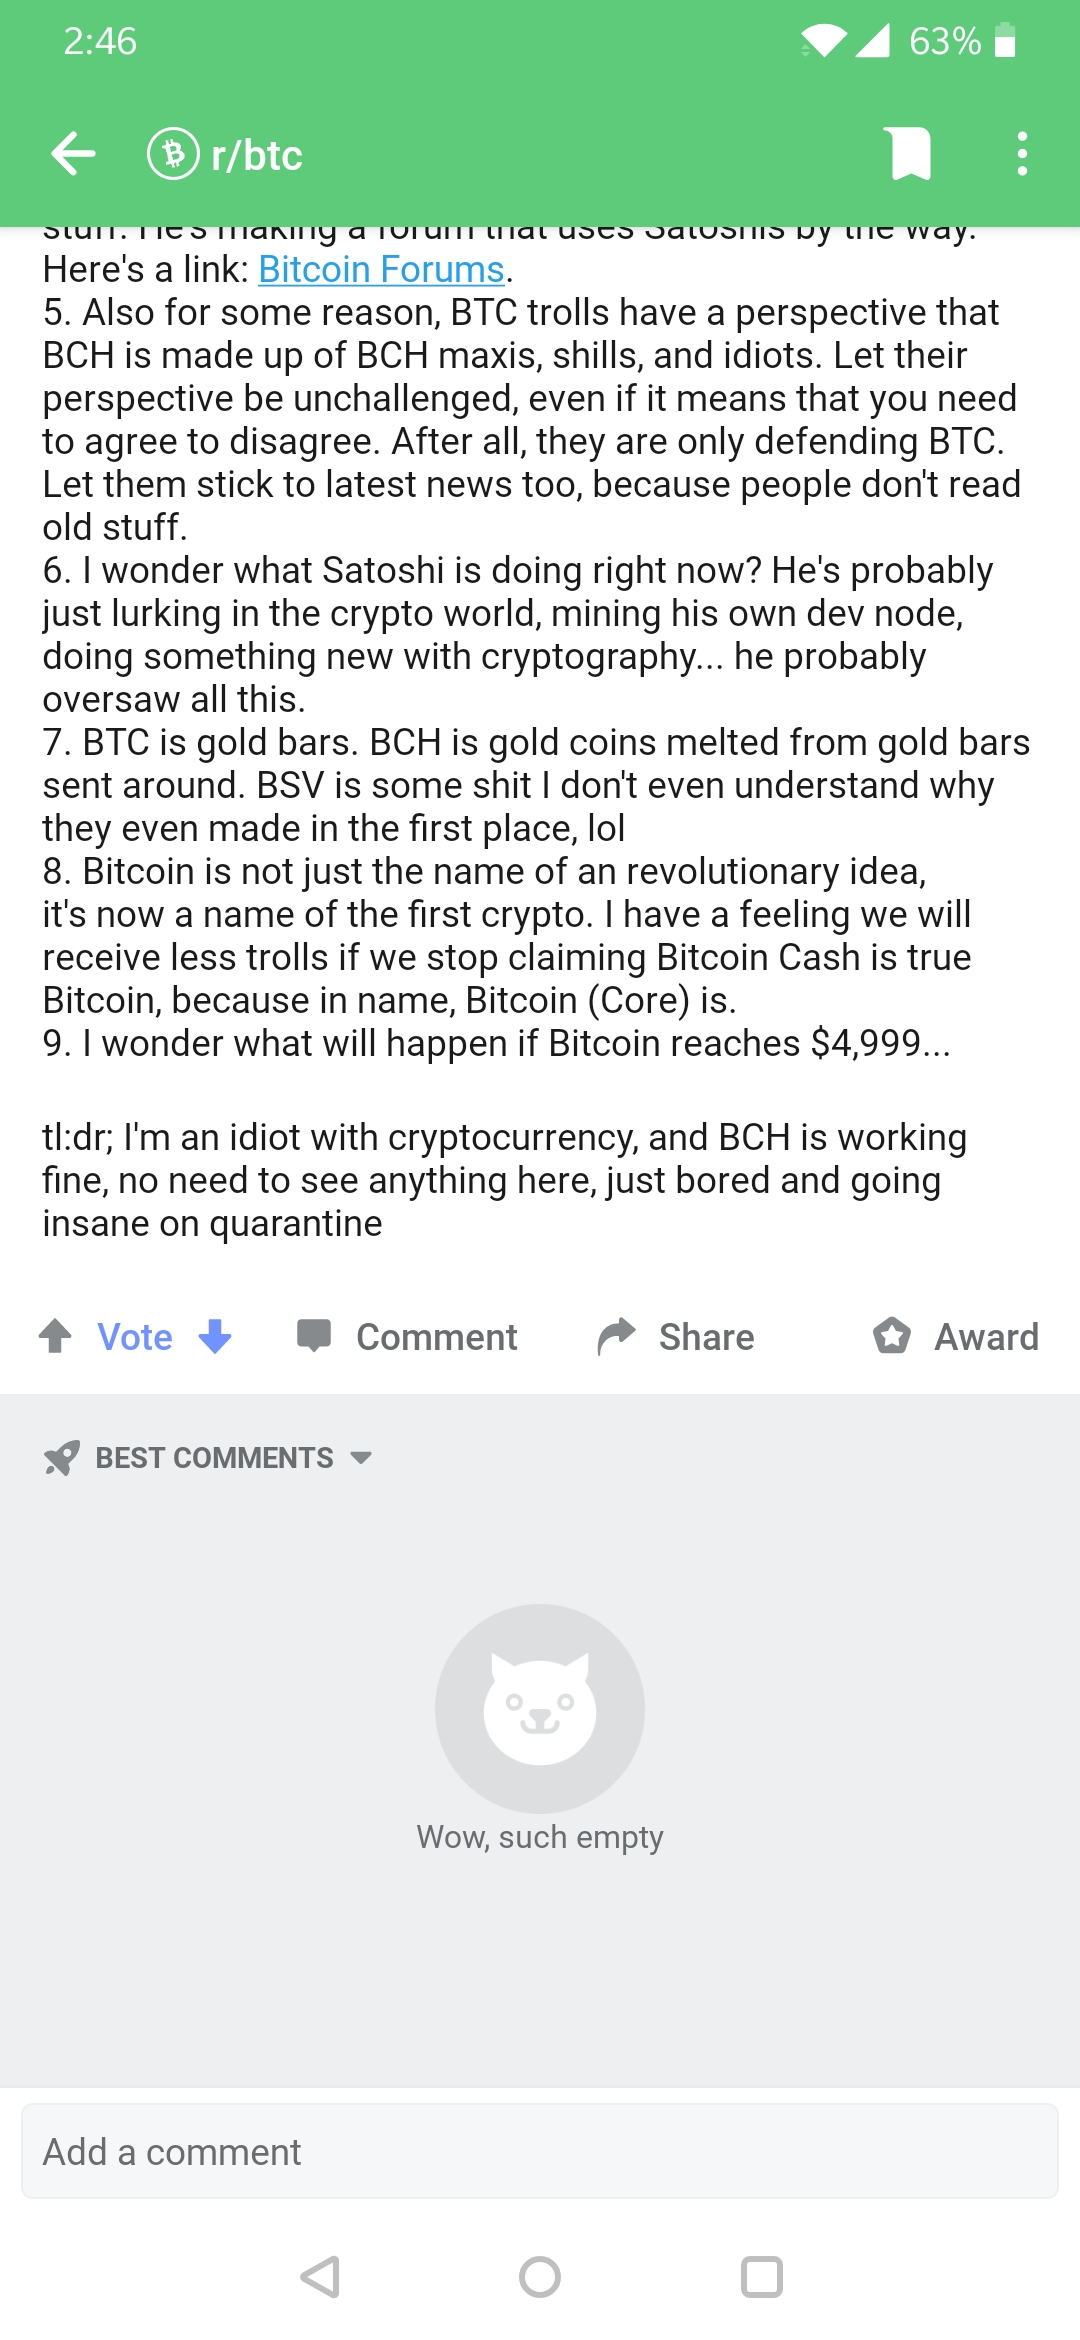 2:46
63%
r/btc
stuff. He's making a forum that uses Satoshis by the way.
Here's a link: Bitcoin Forums.
5. Also for some reason, BTC trolls have a perspective that
BCH is made up of BCH maxis, shills, and idiots. Let their
perspective be unchallenged, even if it means that you need
to agree to disagree. After all, they are only defending BTC.
Let them stick to latest news too, because people don't read
old stuff.
6. I wonder what Satoshi is doing right now? He's probably
just lurking in the crypto world, mining his own dev node,
doing something new with cryptography... he probably
oversaw all this.
7. BTC is gold bars. BCH is gold coins melted from gold bars
sent around. BSV is some shit I don't even understand why
they even made in the first place, lol
8. Bitcoin is not just the name of an revolutionary idea,
it's now a name of the first crypto. I have a feeling we will
receive less trolls if we stop claiming Bitcoin Cash is true
Bitcoin, because in name, Bitcoin (Core) is.
9. I wonder what will happen if Bitcoin reaches $4,999...
tl:dr; I'm an idiot with cryptocurrency, and BCH is working
fine, no need to see anything here, just bored and going
insane on quarantine
Vote Comment Share Award
BEST COMMENTS
Wow, such empty
Add a comment